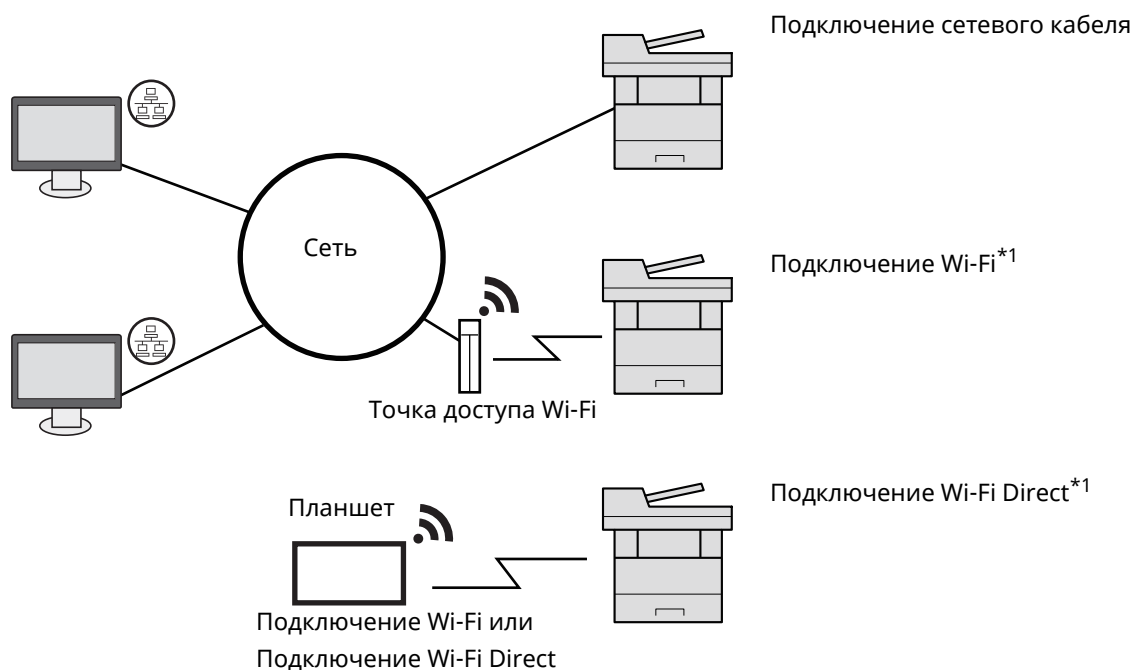 Подключение сетевого кабеля
Сеть
Подключение Wi-Fi*1
Точка доступа Wi-Fi
Подключение Wi-Fi Direct*1
Планшет
Подключение Wi-Fi или
Подключение Wi-Fi Direct